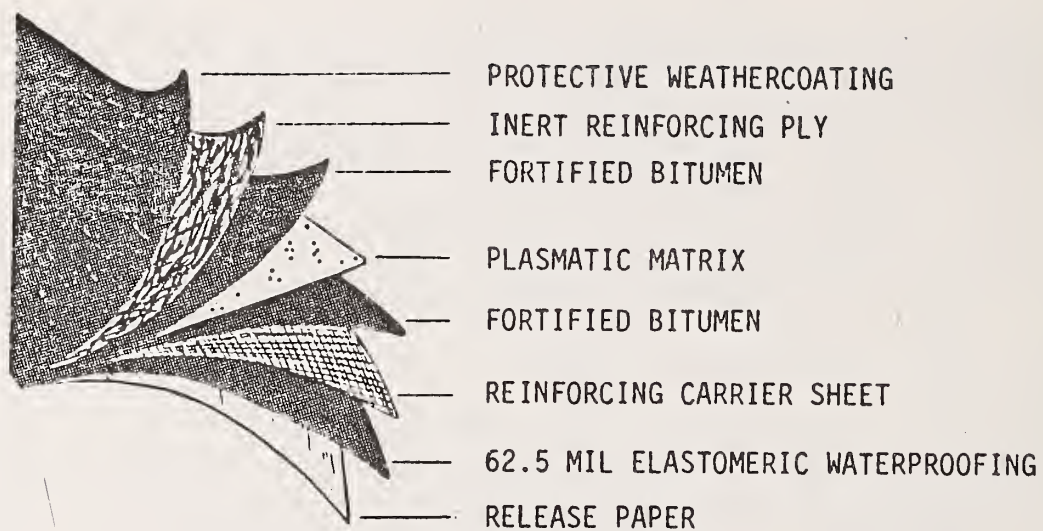 PROTECTIVE WEATHERCOATING
INERT REINFORCING PLY
FORTIFIED BITUMEN
PLASMATIC MATRIX
FORTIFIED BITUMEN
REINFORCING CARRIER SHEET
62.5 MIL ELASTOMERIC WATERPROOFING
RELEASE PAPER